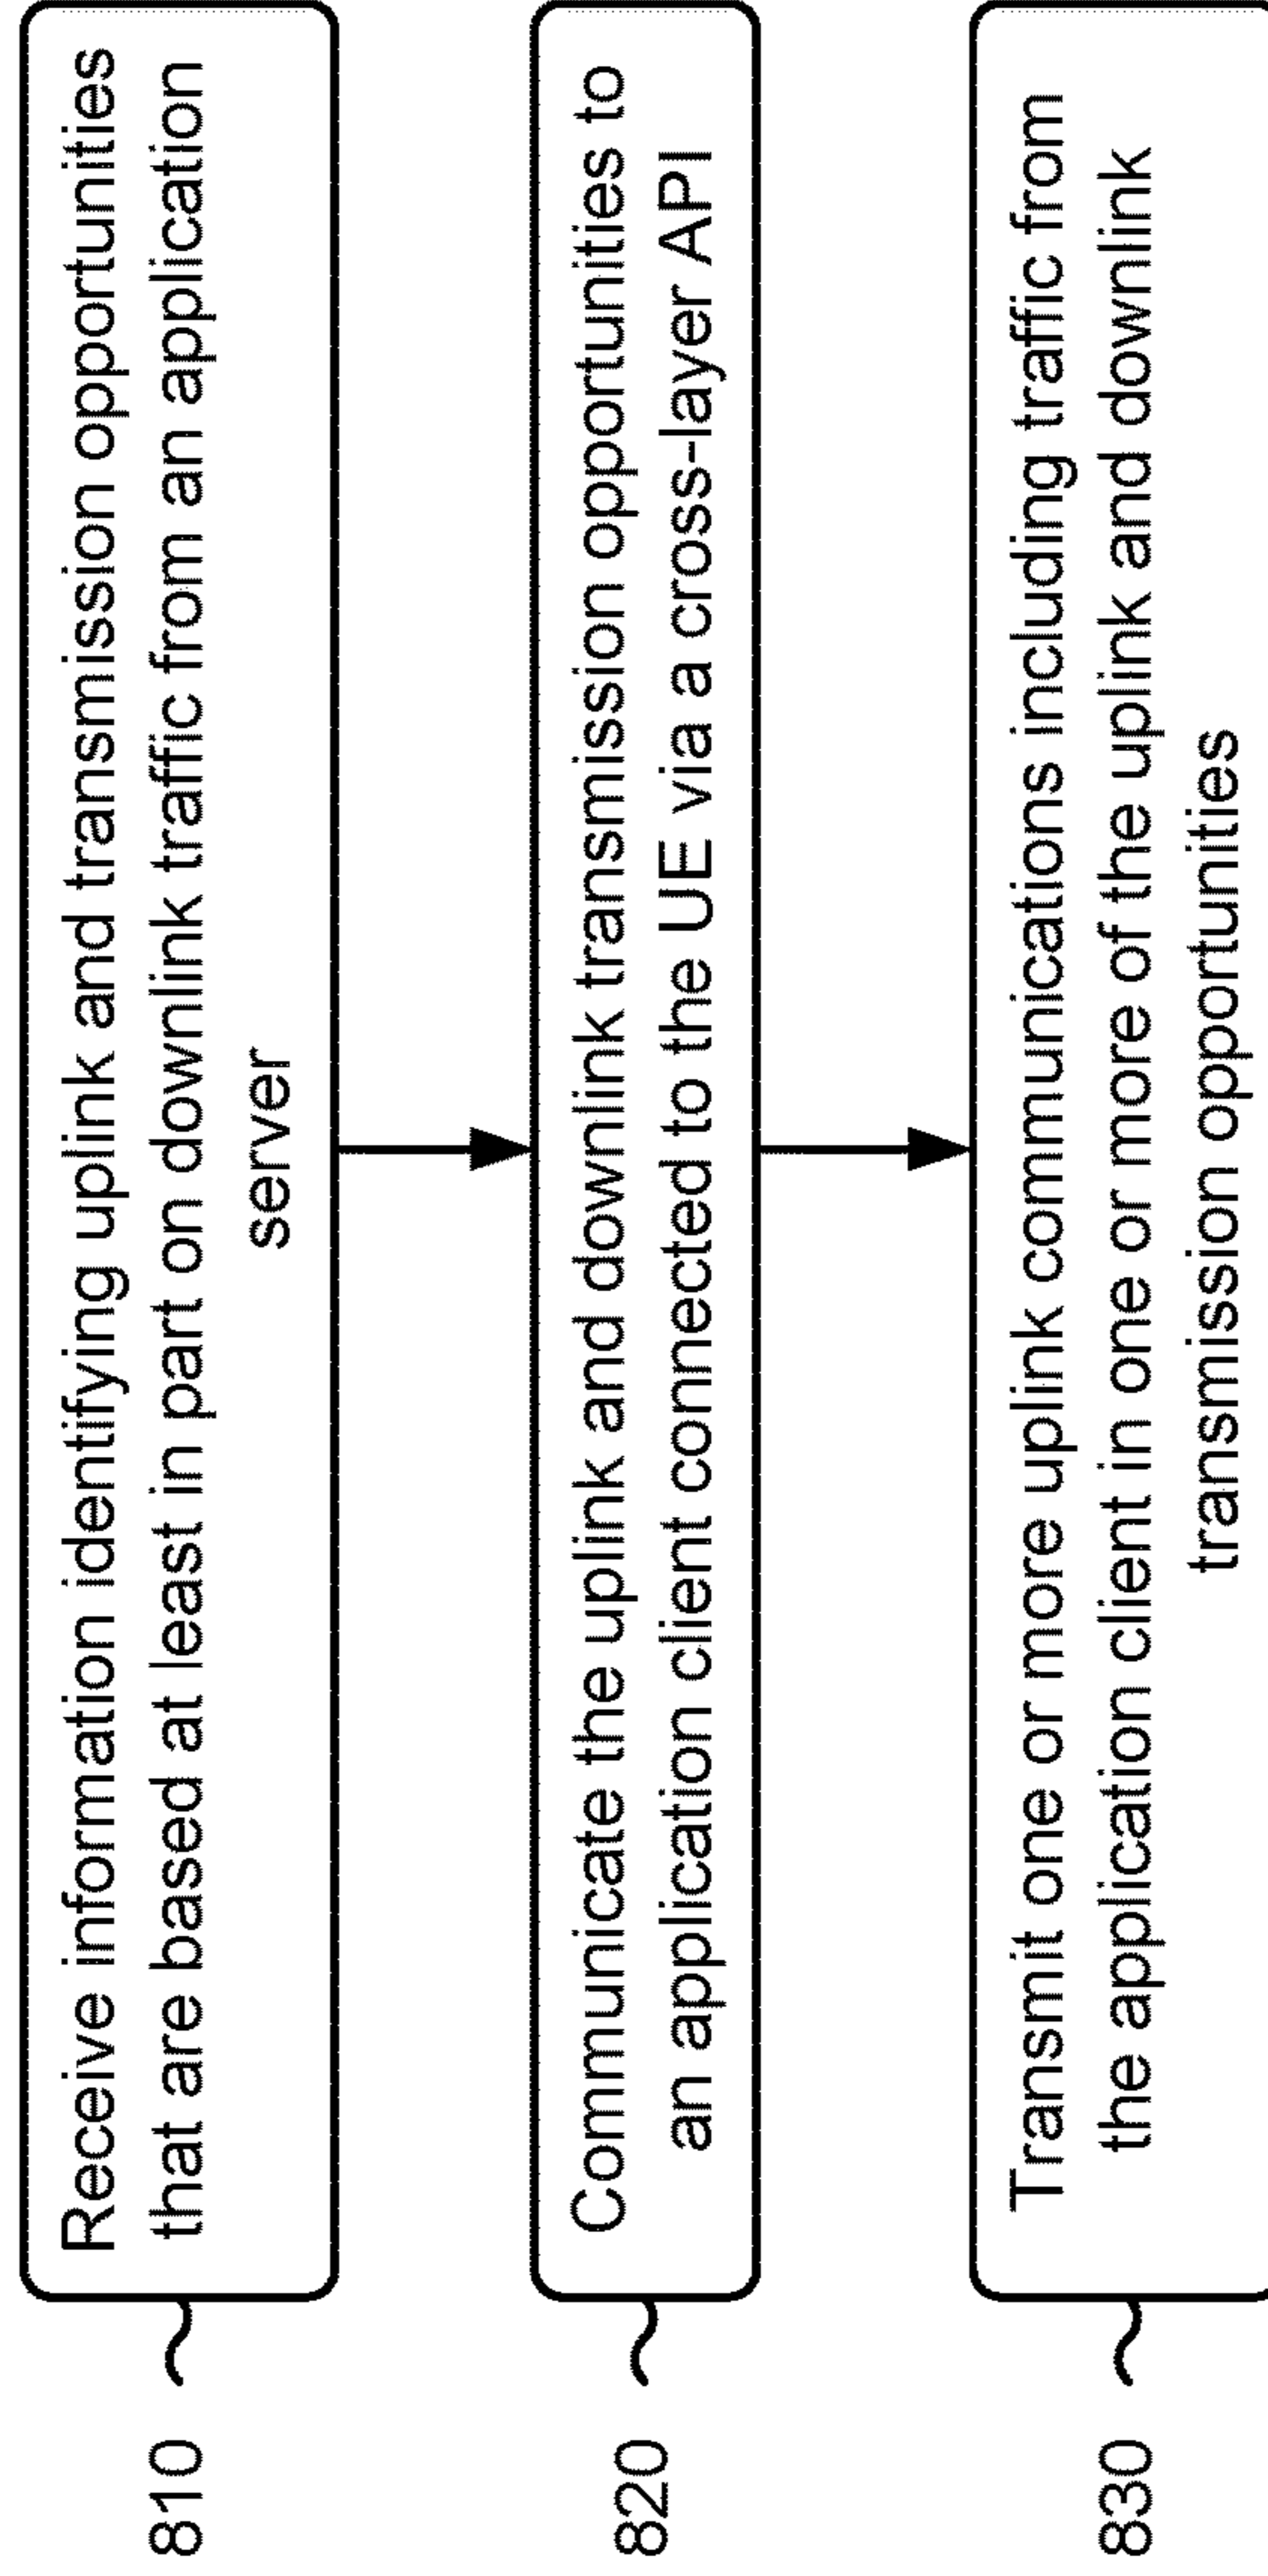 810
Receive information identifying uplink and transmission opportunities
that are based at least in part on downlink traffic from an application
server
820
Communicate the uplink and downlink transmission opportunities to
an application client connected to the UE via a cross-layer API
830
Transmit one or more uplink communications including traffic from
the application client in one or more of the uplink and downlink
transmission opportunities